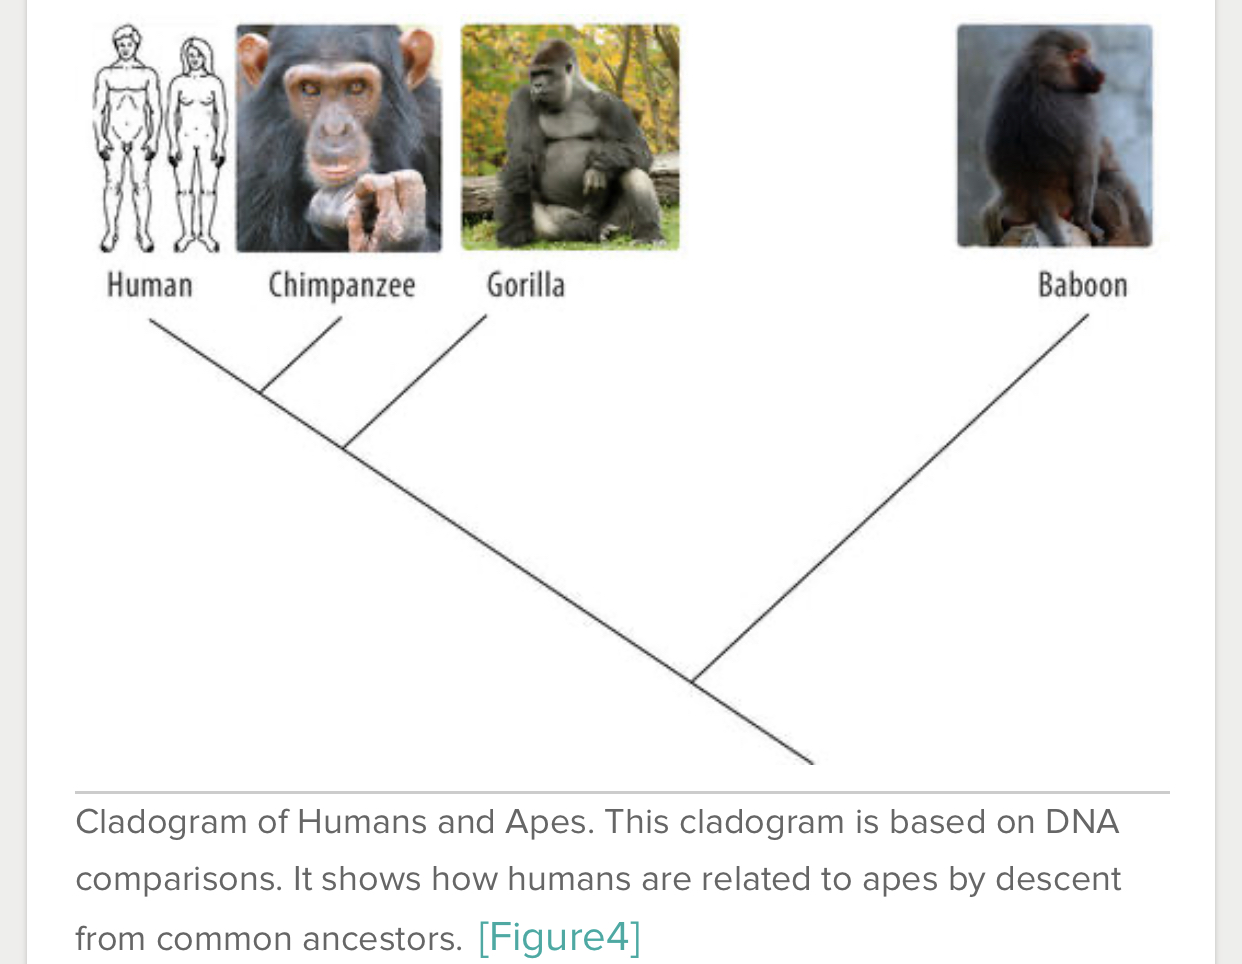 Human Chimpanzee Gorilla Baboon
Cladogram of Humans and Apes. This cladogram is based on DNA
comparisons. It shows how humans are related to apes by descent
from common ancestors. [Figure4]